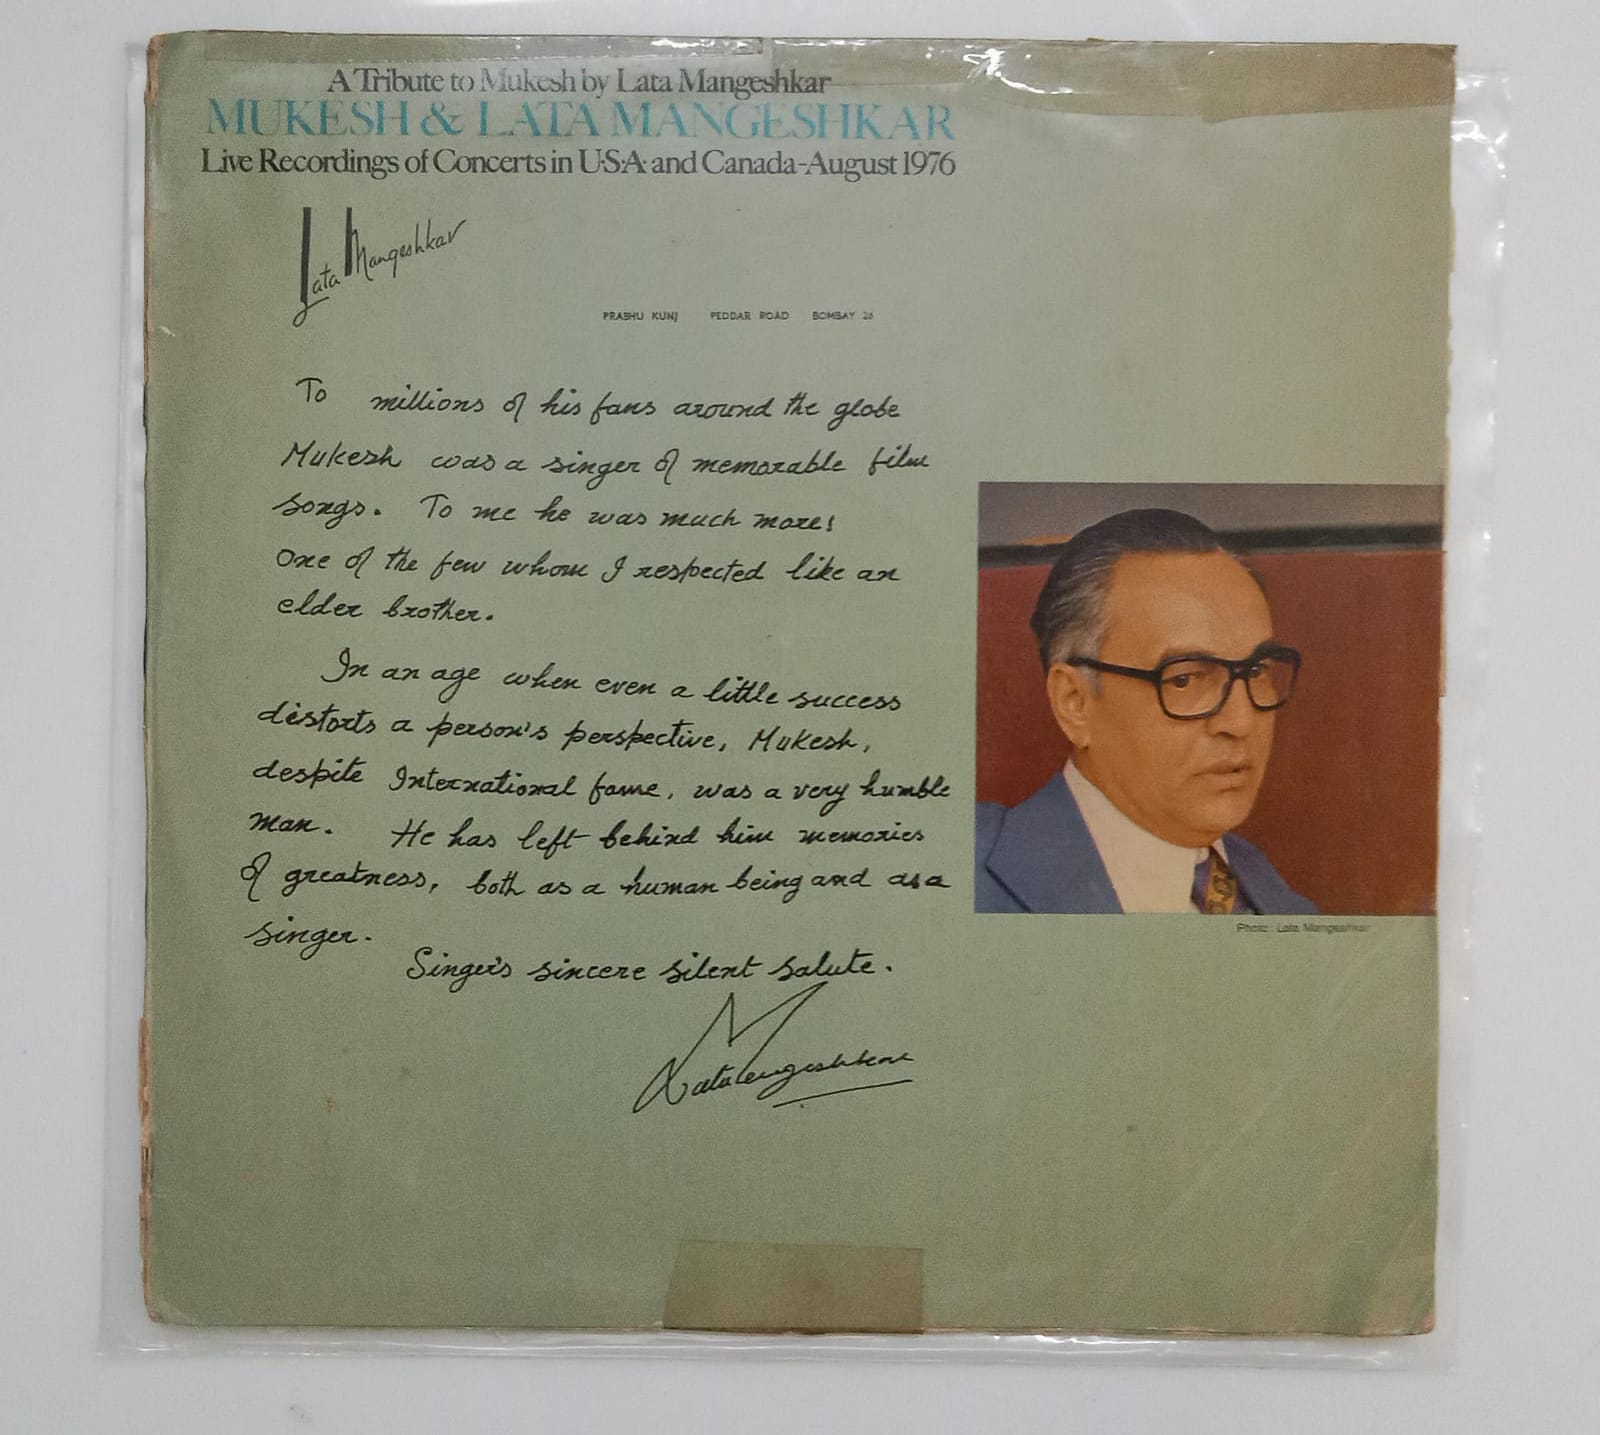 A Tribute to Mukesh by Lata Mangeshkar
MUKESH & LATA MANGESHKAR
Live Recordings of Concerts in U·S·A· and Canada-August 1976
Lata Mangeshkar
PRABHU KUNJ PEDDAR ROAD BOMBAY 26
To millions of his fans around the globe
Mukesh was a singer of memorable film
songs. To me he was much more!
One of the few whom I respected like an
elder brother.
In an age when even a little success
distorts a person's perspective, Mukesh,
despite International fame, was a very humble
man. He has left behind him memories
of greatness, both as a human being and as a
singer.
Singer's sincere silent salute.
Lata Mangeshkar
Photo: Lata Mangeshkar